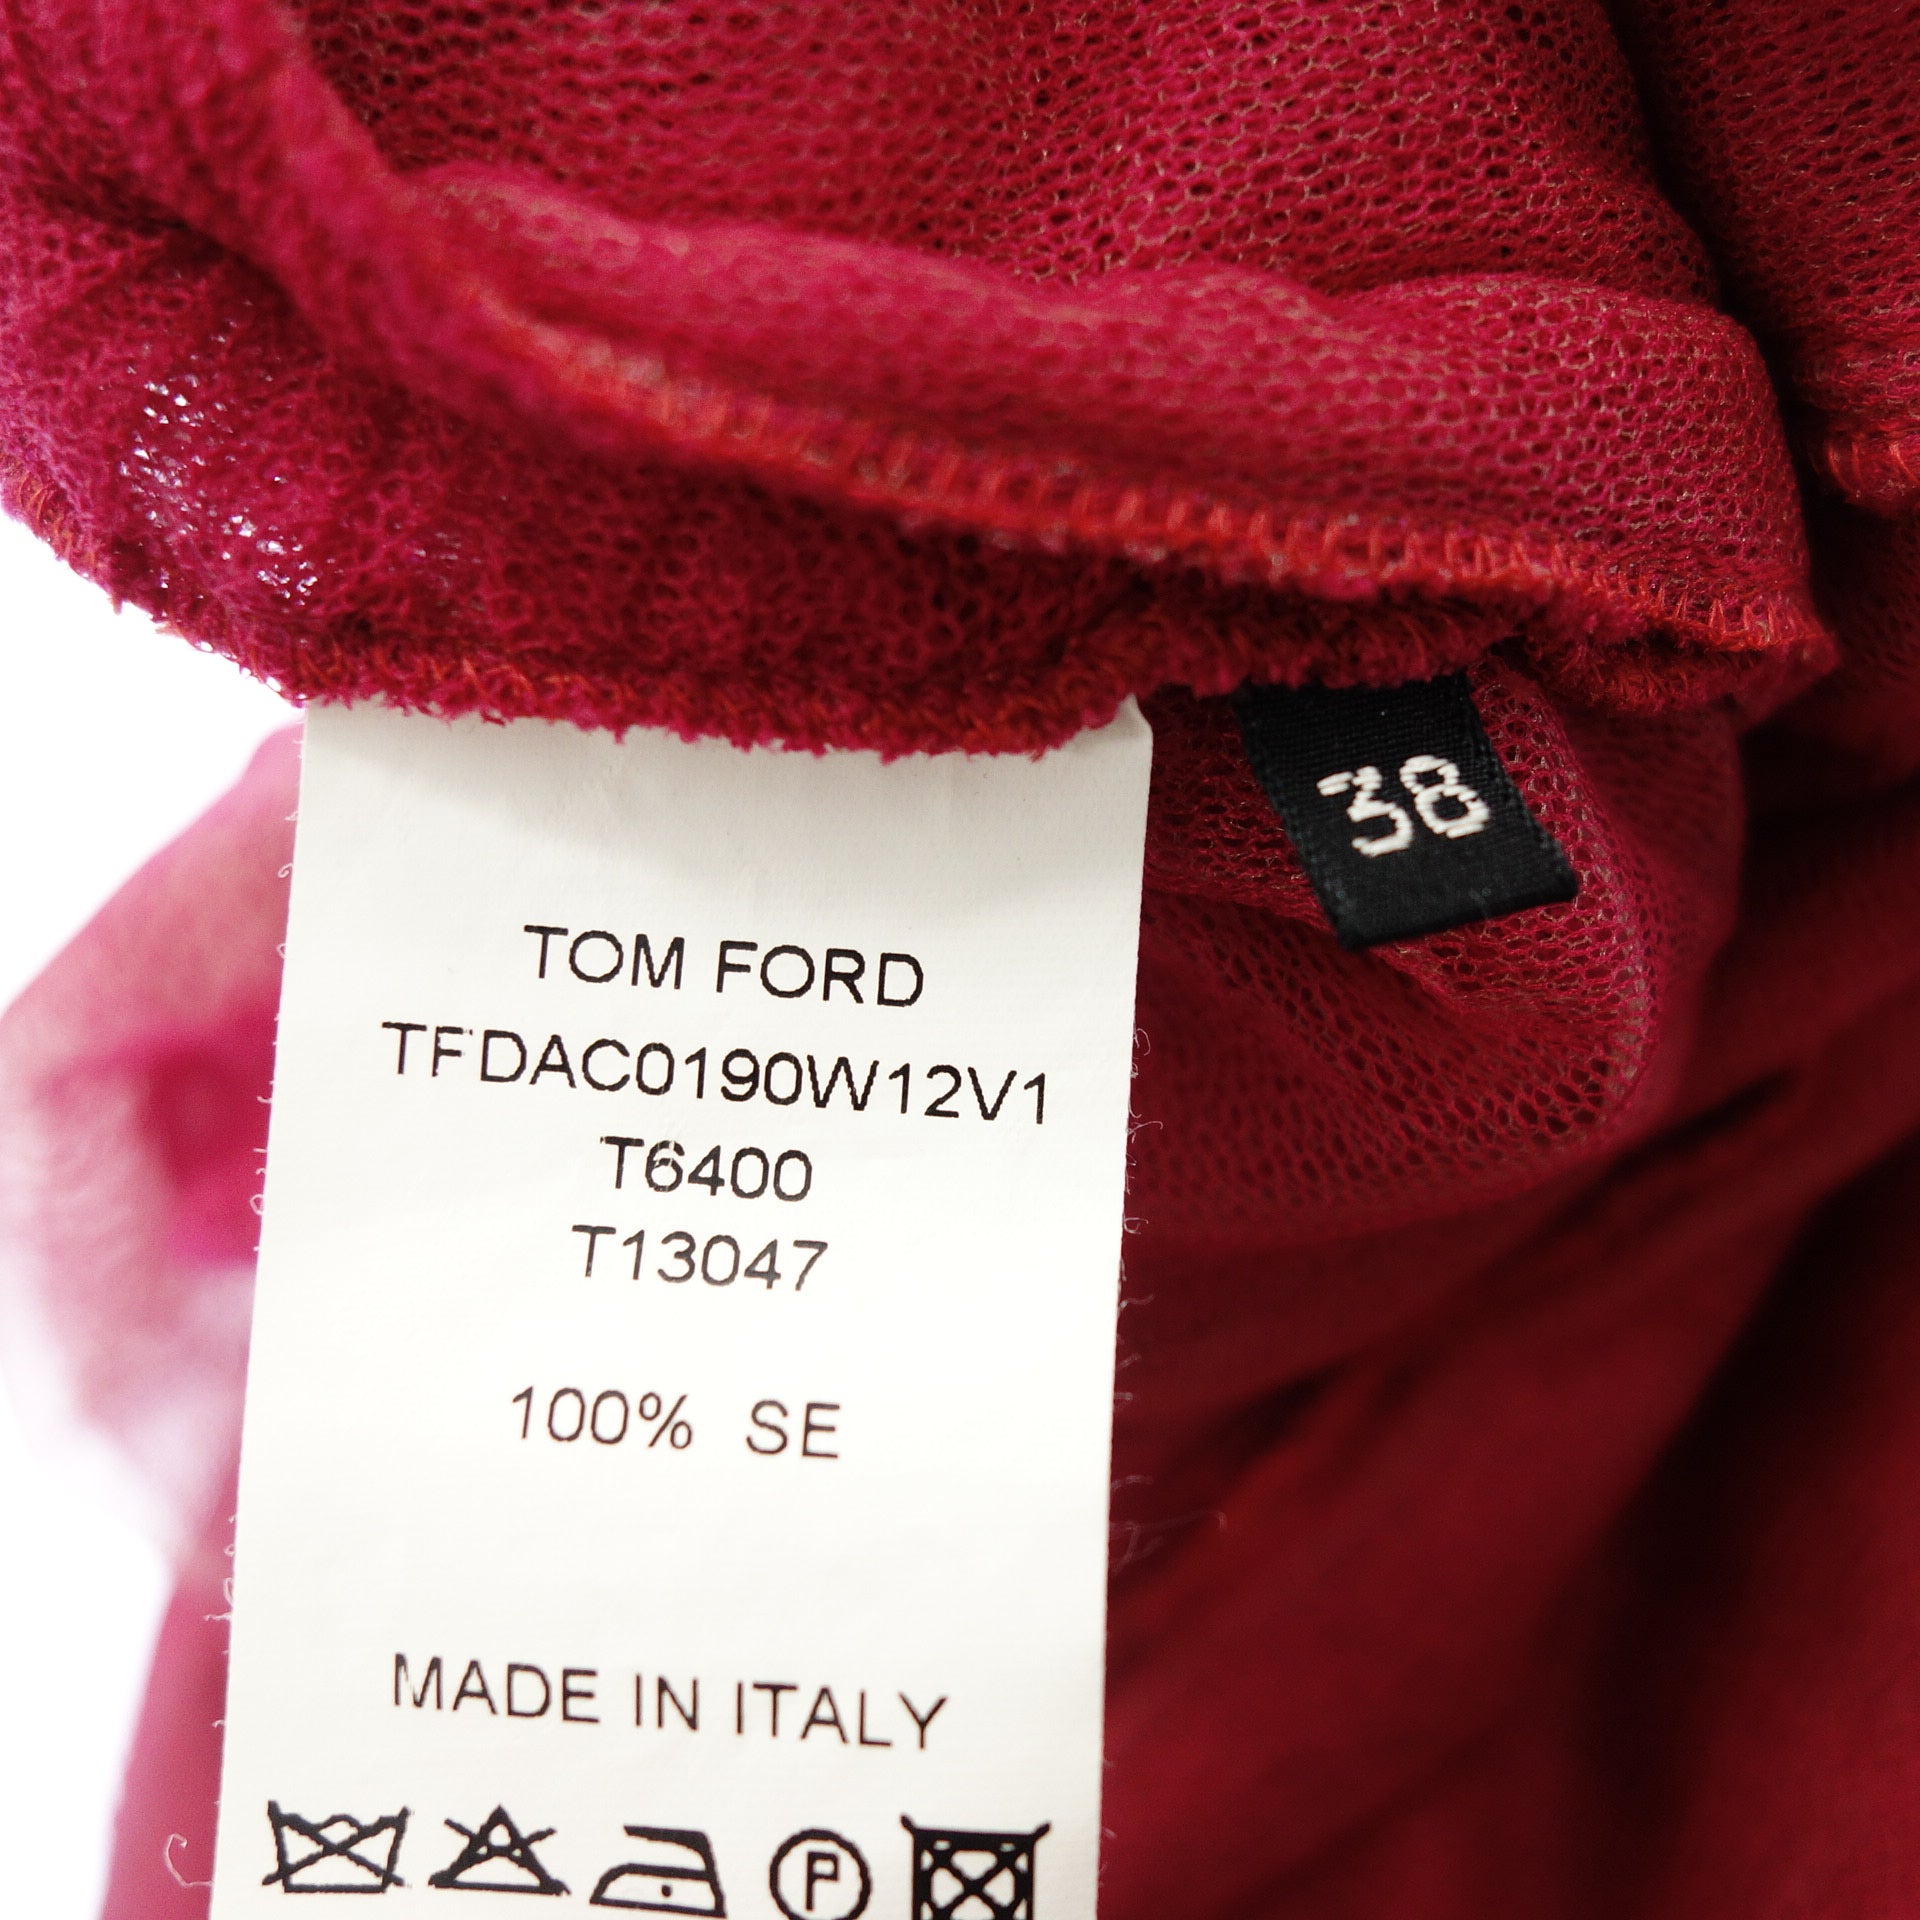 38
TOM FORD
TFDAC0190W12V1
T6400
T13047
100% SE
MADE IN ITALY
P